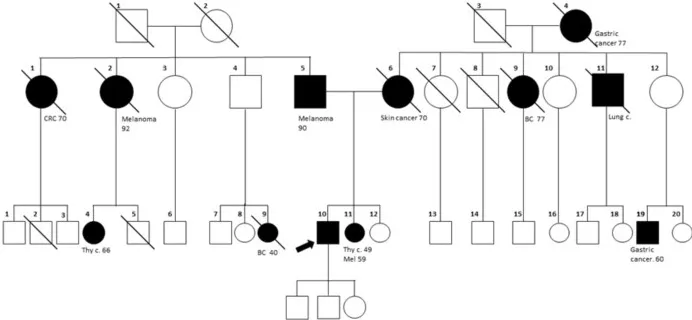 1 2 3 4
Gastric
cancer 77
1 2 3 4 5 6 7 8 9 10 11 12
CRC 70 Melanoma
92 Melanoma
90 Skin cancer 70 BC 77 Lung c.
1 2 3 4 5 6 7 8 9 10 11 12 13 14 15 16 17 18 19 20
Thy c. 66 BC 40 Thy c. 49
Mel 59 Gastric
cancer. 60